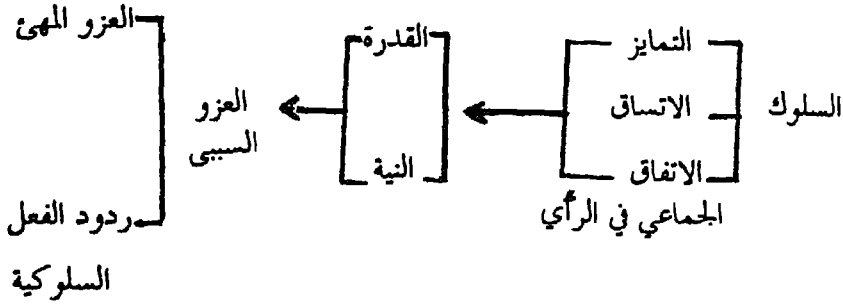 السلوك
التمايز
الاتساق
الاتفاق
الجماعي في الرأي
القدرة
النية
العزو
السببى
العزو المهئ
ردود الفعل
السلوكية